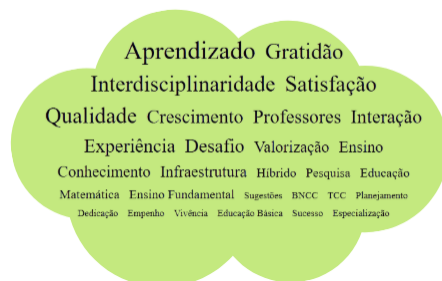 Aprendizado Gratidão
Interdisciplinaridade Satisfação
Qualidade Crescimento Professores Interação
Experiência Desafio Valorização Ensino
Conhecimento Infraestrutura Híbrido Pesquisa Educação
Matemática Ensino Fundamental Sugestões BNCC TCC Planejamento
Dedicação Empenho Vivência Educação Básica Sucesso Especialização